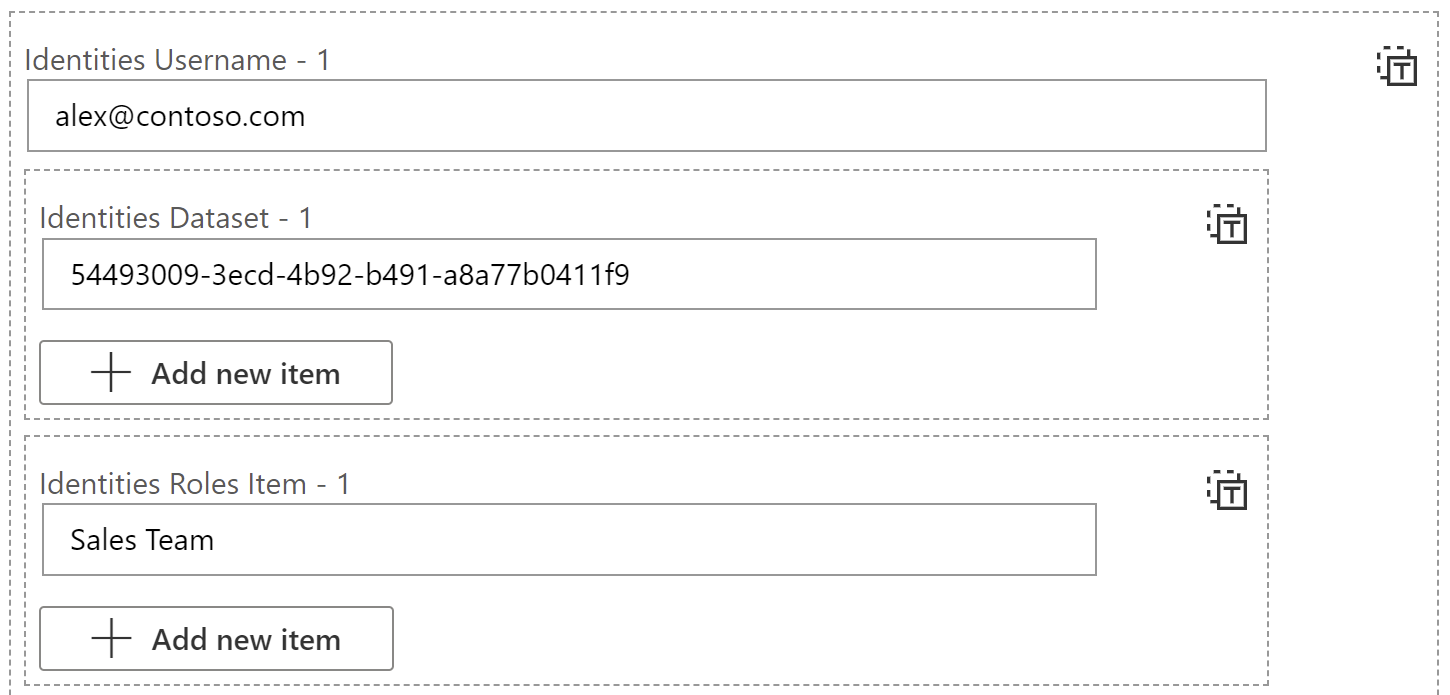 Identities Username - 1
alex@contoso.com
Identities Dataset - 1
54493009-3ecd-4b92-b491-a8a77b0411f9
Add new item
Identities Roles Item - 1
Sales Team
Add new item